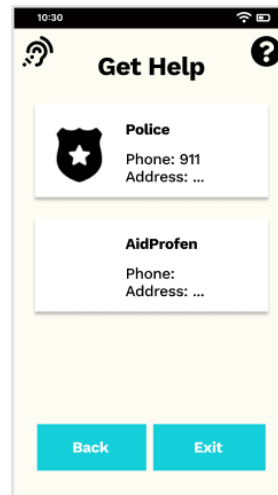 10:30
Get Help
?
Police
Phone: 911
Address: ...
AidProfen
Phone:
Address: ...
Back
Exit